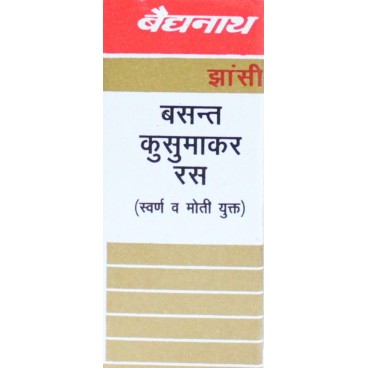 बैद्यनाथ
झांसी
बसन्त
कुसुमाकर
रस
(स्वर्ण व मोती युक्त)